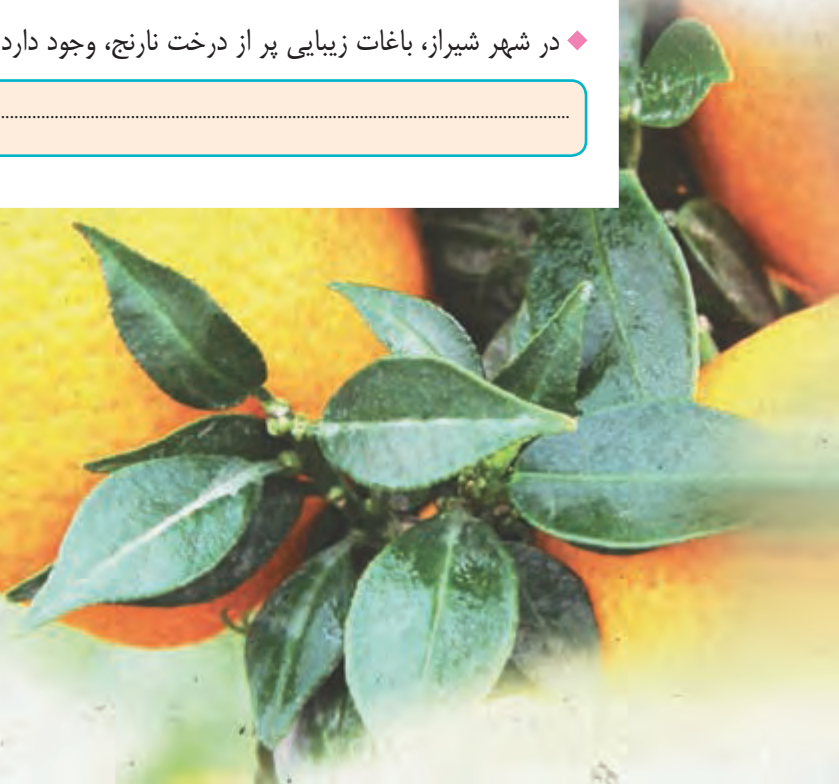 ◆ در شهر شیراز، باغات زیبایی پر از درخت نارنج، وجود دارد